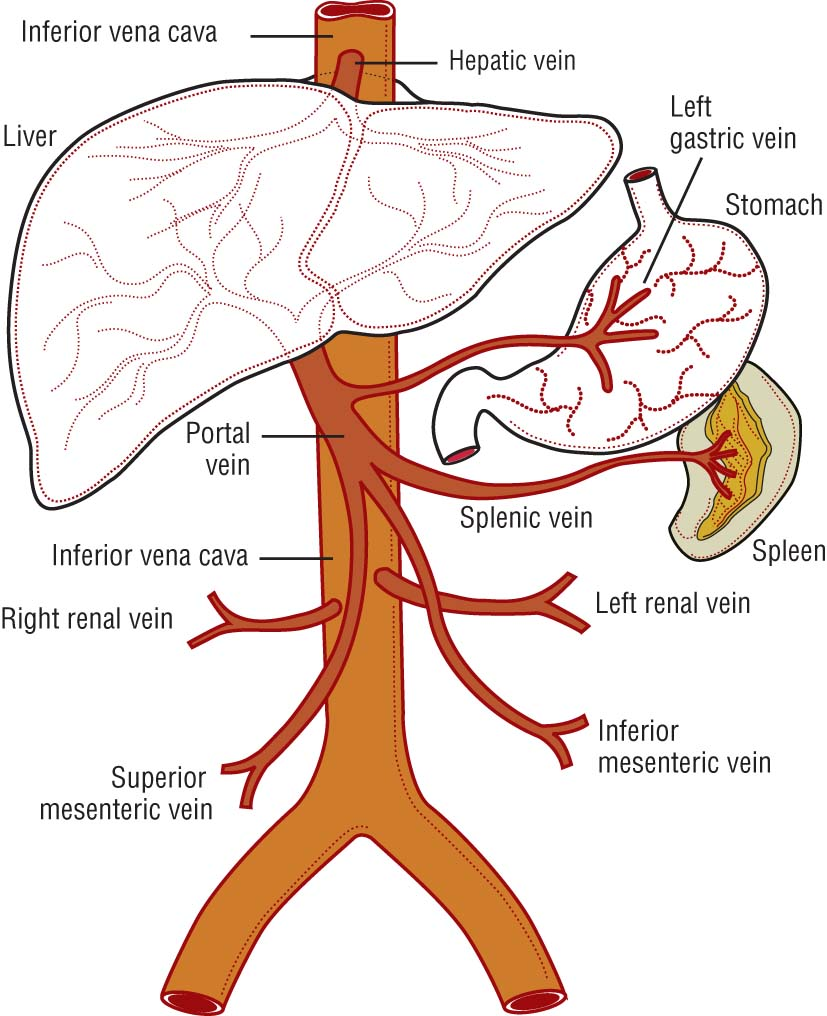 Inferior vena cava
Hepatic vein
Liver
Left
gastric vein
Stomach
Portal
vein
Splenic vein
Inferior vena cava
Spleen
Right renal vein
Left renal vein
Inferior
mesenteric vein
Superior
mesenteric vein